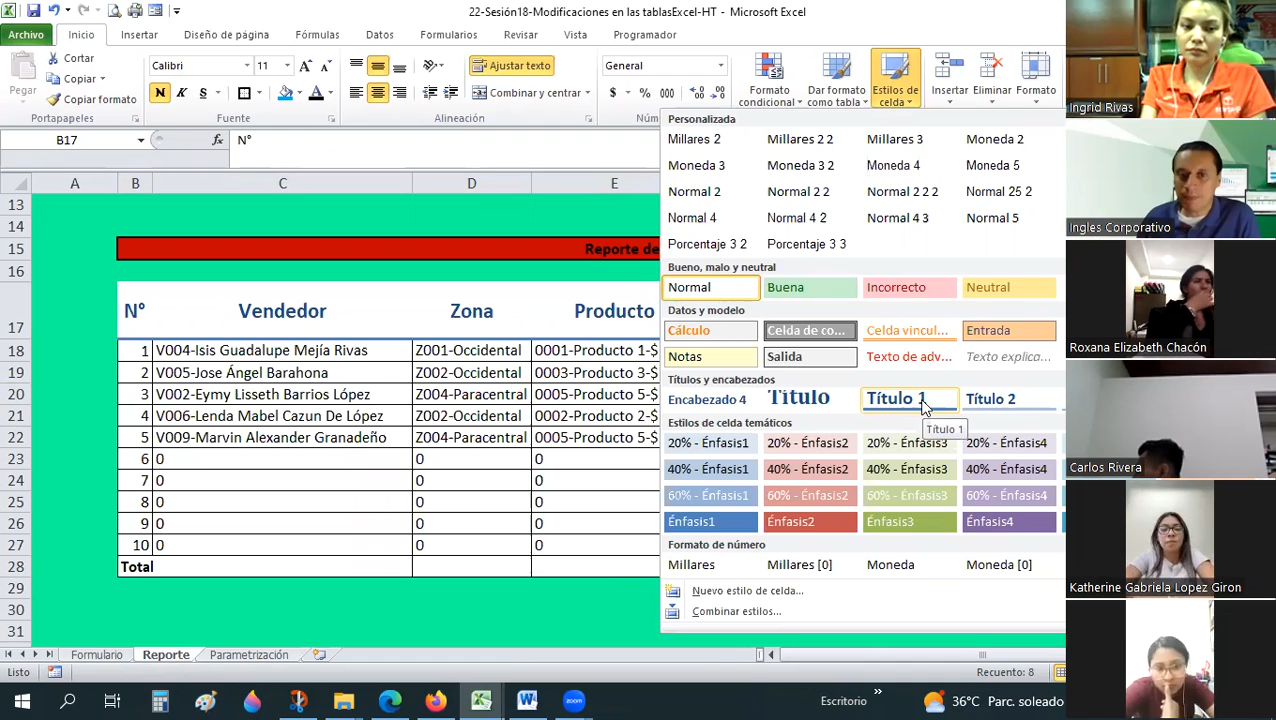 22-Sesión18-Modificaciones en las tablasExcel-HT - Microsoft Excel
Archivo Inicio Insertar Diseño de página Fórmulas Datos Formularios Revisar Vista Programador
Pegar
Cortar
Copiar
Copiar formato
Portapapeles
Calibri 11
N K S
Fuente
Ajustar texto
Combinar y centrar
Alineación
General
$ % 000
Núm
Formato condicional
Dar formato como tabla
Estilos de celda
Insertar
Eliminar
Formato
B17 fx N°
A B C D E
13
14
15 Reporte de
16
17 N° Vendedor Zona Producto
18 1 V004-Isis Guadalupe Mejía Rivas Z001-Occidental 0001-Producto 1-$
19 2 V005-Jose Ángel Barahona Z002-Occidental 0003-Producto 3-$
20 3 V002-Eymy Lisseth Barrios López Z004-Paracentral 0005-Producto 5-$
21 4 V006-Lenda Mabel Cazun De López Z002-Occidental 0002-Producto 2-$
22 5 V009-Marvin Alexander Granadeño Z004-Paracentral 0005-Producto 5-$
23 6 0 0 0
24 7 0 0 0
25 8 0 0 0
26 9 0 0 0
27 10 0 0 0
28 Total
29
30
31
Personalizada
Millares 2 Millares 2 2 Millares 3 Moneda 2
Moneda 3 Moneda 3 2 Moneda 4 Moneda 5
Normal 2 Normal 2 2 Normal 2 2 2 Normal 25 2
Normal 4 Normal 4 2 Normal 4 3 Normal 5
Porcentaje 3 2 Porcentaje 3 3
Bueno, malo y neutral
Normal Buena Incorrecto Neutral
Datos y modelo
Cálculo Celda de co... Celda vincul... Entrada
Notas Salida Texto de adv... Texto explica...
Títulos y encabezados
Encabezado 4 Título Título 1 Título 2
Título 1
Estilos de celda temáticos
20% - Énfasis1 20% - Énfasis2 20% - Énfasis3 20% - Énfasis4
40% - Énfasis1 40% - Énfasis2 40% - Énfasis3 40% - Énfasis4
60% - Énfasis1 60% - Énfasis2 60% - Énfasis3 60% - Énfasis4
Énfasis1 Énfasis2 Énfasis3 Énfasis4
Formato de número
Millares Millares [0] Moneda Moneda [0]
Nuevo estilo de celda...
Combinar estilos...
Formulario Reporte Parametrización
Listo
Recuento: 8
Escritorio » 36°C Parc. soleado
zoom
Ingrid Rivas
Ingles Corporativo
Roxana Elizabeth Chacón
Carlos Rivera
Katherine Gabriela Lopez Giron